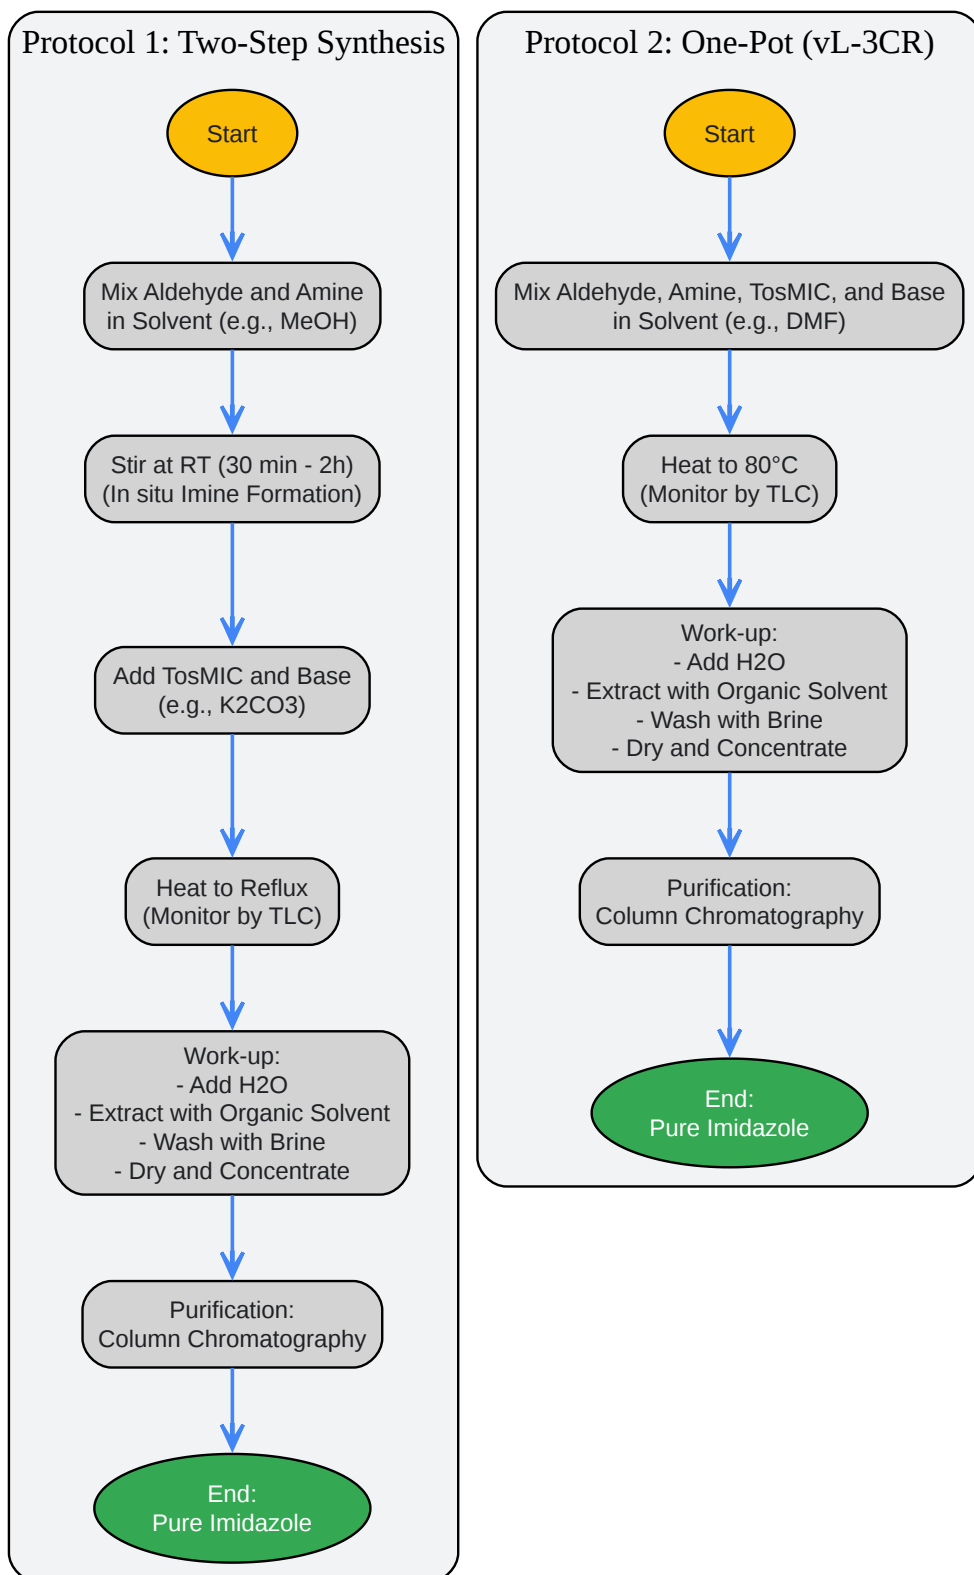 Protocol 1: Two-Step Synthesis
Start
Mix Aldehyde and Amine
in Solvent (e.g., MeOH)
Stir at RT (30 min - 2h)
(In situ Imine Formation)
Add TosMIC and Base
(e.g., K2CO3)
Heat to Reflux
(Monitor by TLC)
Work-up:
- Add H2O
- Extract with Organic Solvent
- Wash with Brine
- Dry and Concentrate
Purification:
Column Chromatography
End:
Pure Imidazole
Protocol 2: One-Pot (vL-3CR)
Start
Mix Aldehyde, Amine, TosMIC, and Base
in Solvent (e.g., DMF)
Heat to 80°C
(Monitor by TLC)
Work-up:
- Add H2O
- Extract with Organic Solvent
- Wash with Brine
- Dry and Concentrate
Purification:
Column Chromatography
End:
Pure Imidazole